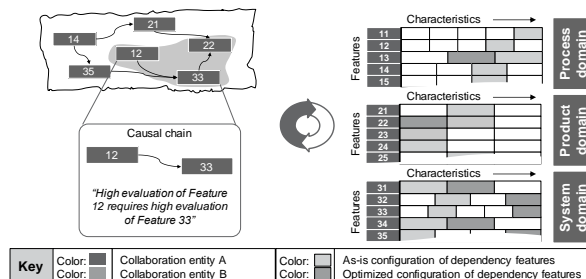 14
21
12
22
35
33
Causal chain
12
33
“High evaluation of Feature
12 requires high evaluation
of Feature 33”
Characteristics
Features
11
12
13
14
15
Process
domain
Characteristics
Features
21
22
23
24
25
Product
domain
Characteristics
Features
31
32
33
34
35
System
domain
Key
Color:
Collaboration entity A
Color:
Collaboration entity B
Color:
As-is configuration of dependency features
Color:
Optimized configuration of dependency features